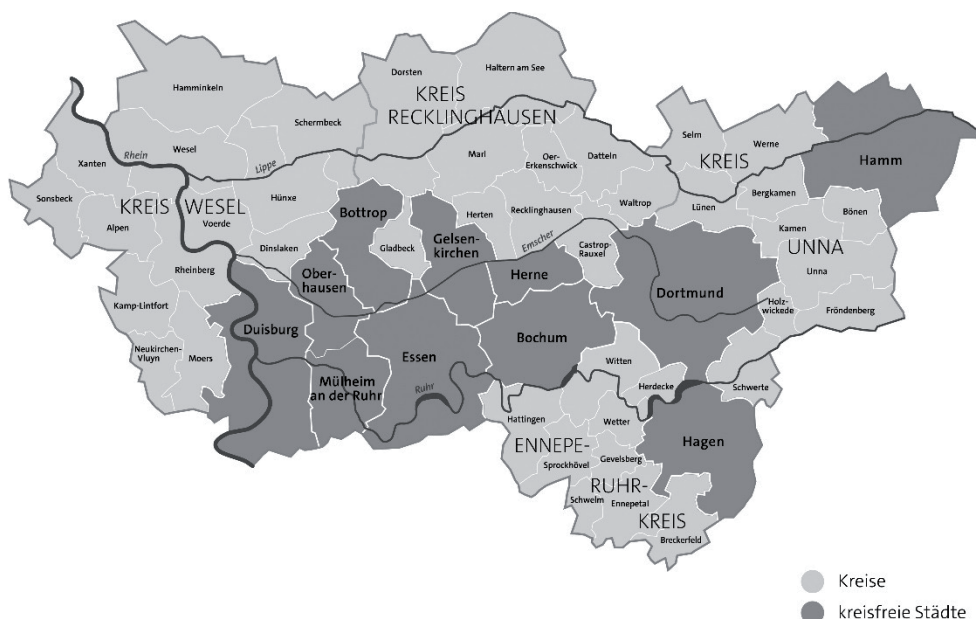 Hamminkeln
Dorsten
Haltern am See
KREIS
RECKLINGHAUSEN
Schermbeck
Selm
Werne
Rhein
Wesel
Lippe
Marl
Oer-
Erkenschwick
Datteln
KREIS
Hamm
Xanten
Sonsbeck
KREIS
WESEL
Voerde
Hünxe
Bottrop
Herten
Recklinghausen
Waltrop
Lünen
Bergkamen
Bönen
Alpen
Gladbeck
Gelsen-
kirchen
Kamen
UNNA
Dinslaken
Emscher
Castrop-
Rauxel
Rheinberg
Ober-
hausen
Herne
Unna
Kamp-Lintfort
Duisburg
Dortmund
Holz-
wickede
Fröndenberg
Neukirchen-
Vluyn
Moers
Essen
Bochum
Witten
Mülheim
an der Ruhr
Ruhr
Herdecke
Schwerte
Hattingen
Wetter
Hagen
ENNEPE-
Sprockhövel
Gevelsberg
RUHR-
Schwelm
Ennepetal
KREIS
Breckerfeld
Kreise
kreisfreie Städte